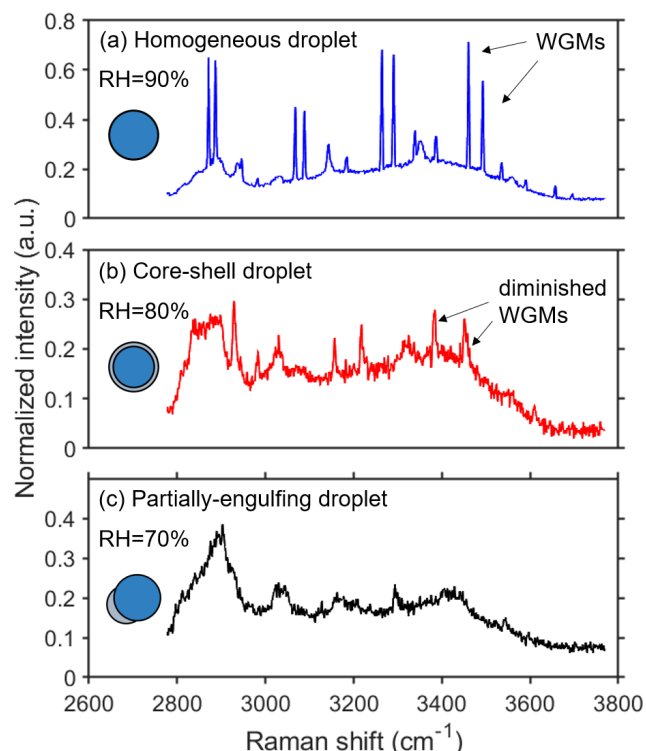 0.8
(a) Homogeneous droplet
WGMs
RH=90%
0.6
0.4
0.2
0
0.4
(b) Core-shell droplet
RH=80%
diminished
WGMs
0.3
0.2
0.1
0
(c) Partially-engulfing droplet
RH=70%
0.4
0.3
0.2
0.1
0
2600 2800 3000 3200 3400 3600 3800
Raman shift (cm⁻¹)
Normalized intensity (a.u.)